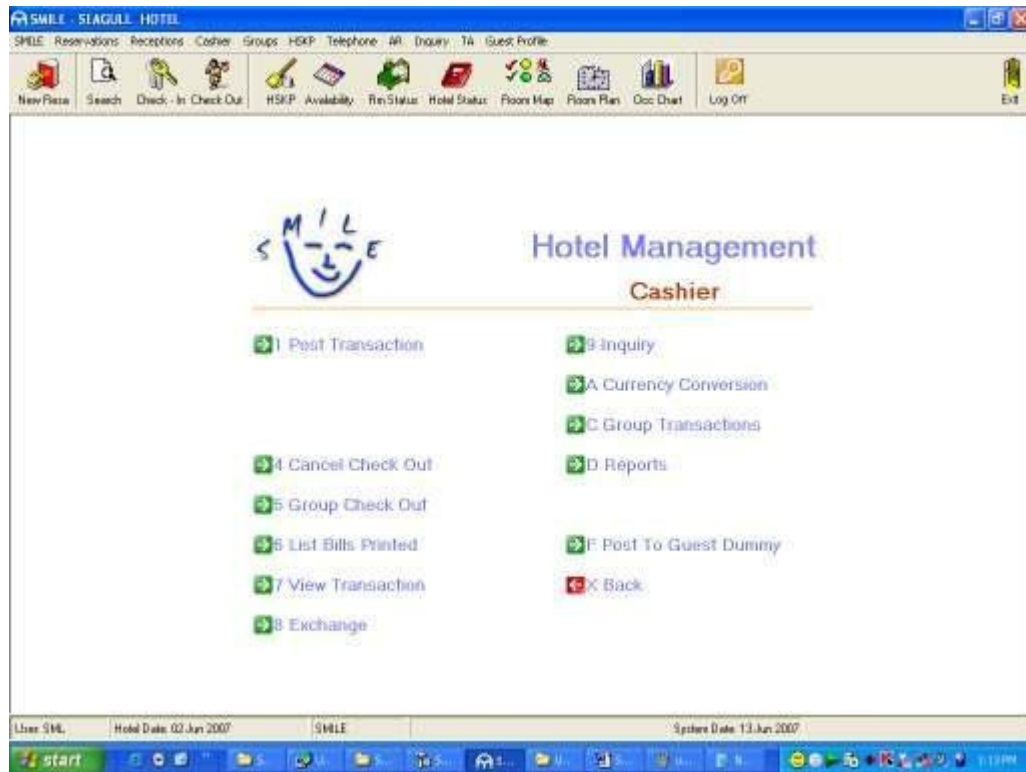 SMILE - SEAGULL HOTEL
SMILE Reservations Receptions Cashier Groups HSKP Telephone AR Inquiry TA Guest Profile
New Resa Search Check - In Check Out HSKP Availability Rm Status Hotel Status Room Map Room Plan Occ Chart Log Off Exit
S M I L E
Hotel Management
Cashier
1 Post Transaction
4 Cancel Check Out
5 Group Check Out
6 List Bills Printed
7 View Transaction
8 Exchange
9 Inquiry
A Currency Conversion
C Group Transactions
D Reports
F Post To Guest Dummy
X Back
User: SML Hotel Date: 02 Jun 2007 SMILE System Date: 13 Jun 2007
start